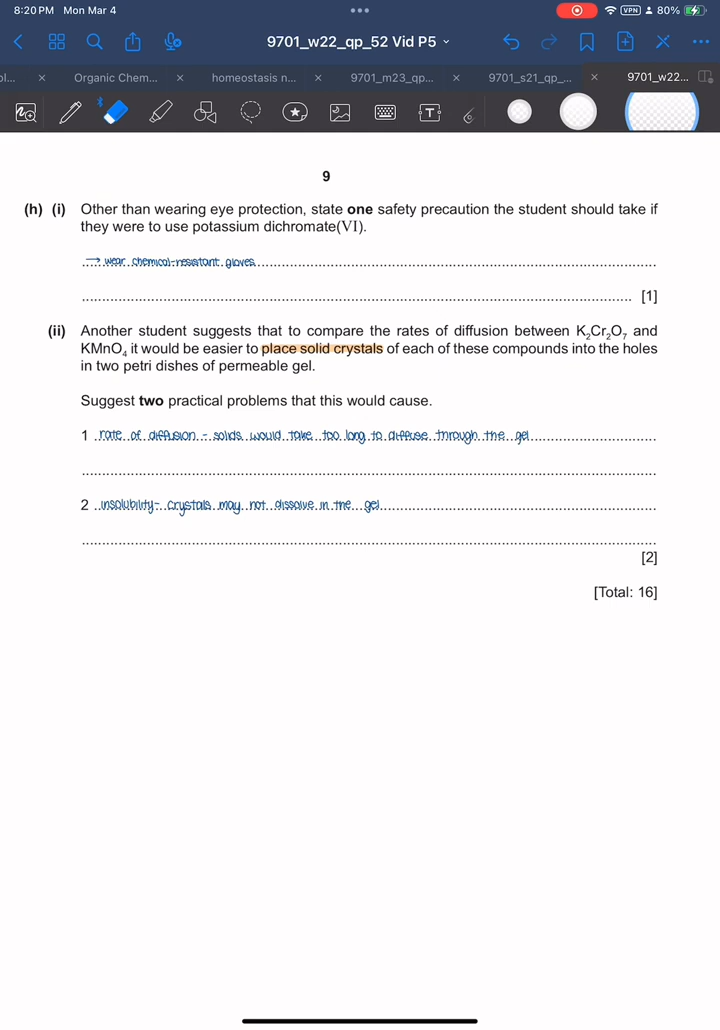 8:20 PM Mon Mar 4 VPN 80%
9701_w22_qp_52 Vid P5
Organic Chem... homeostasis n... 9701_m23_qp... 9701_s21_qp_... 9701_w22...
9
(h) (i) Other than wearing eye protection, state one safety precaution the student should take if
they were to use potassium dichromate(VI).
→ wear chemical-resistant gloves
[1]
(ii) Another student suggests that to compare the rates of diffusion between K₂Cr₂O₇ and
KMnO₄ it would be easier to place solid crystals of each of these compounds into the holes
in two petri dishes of permeable gel.
Suggest two practical problems that this would cause.
1 rate of diffusion - solids would take too long to diffuse through the gel
2 insolubility- crystals may not dissolve in the gel
[2]
[Total: 16]